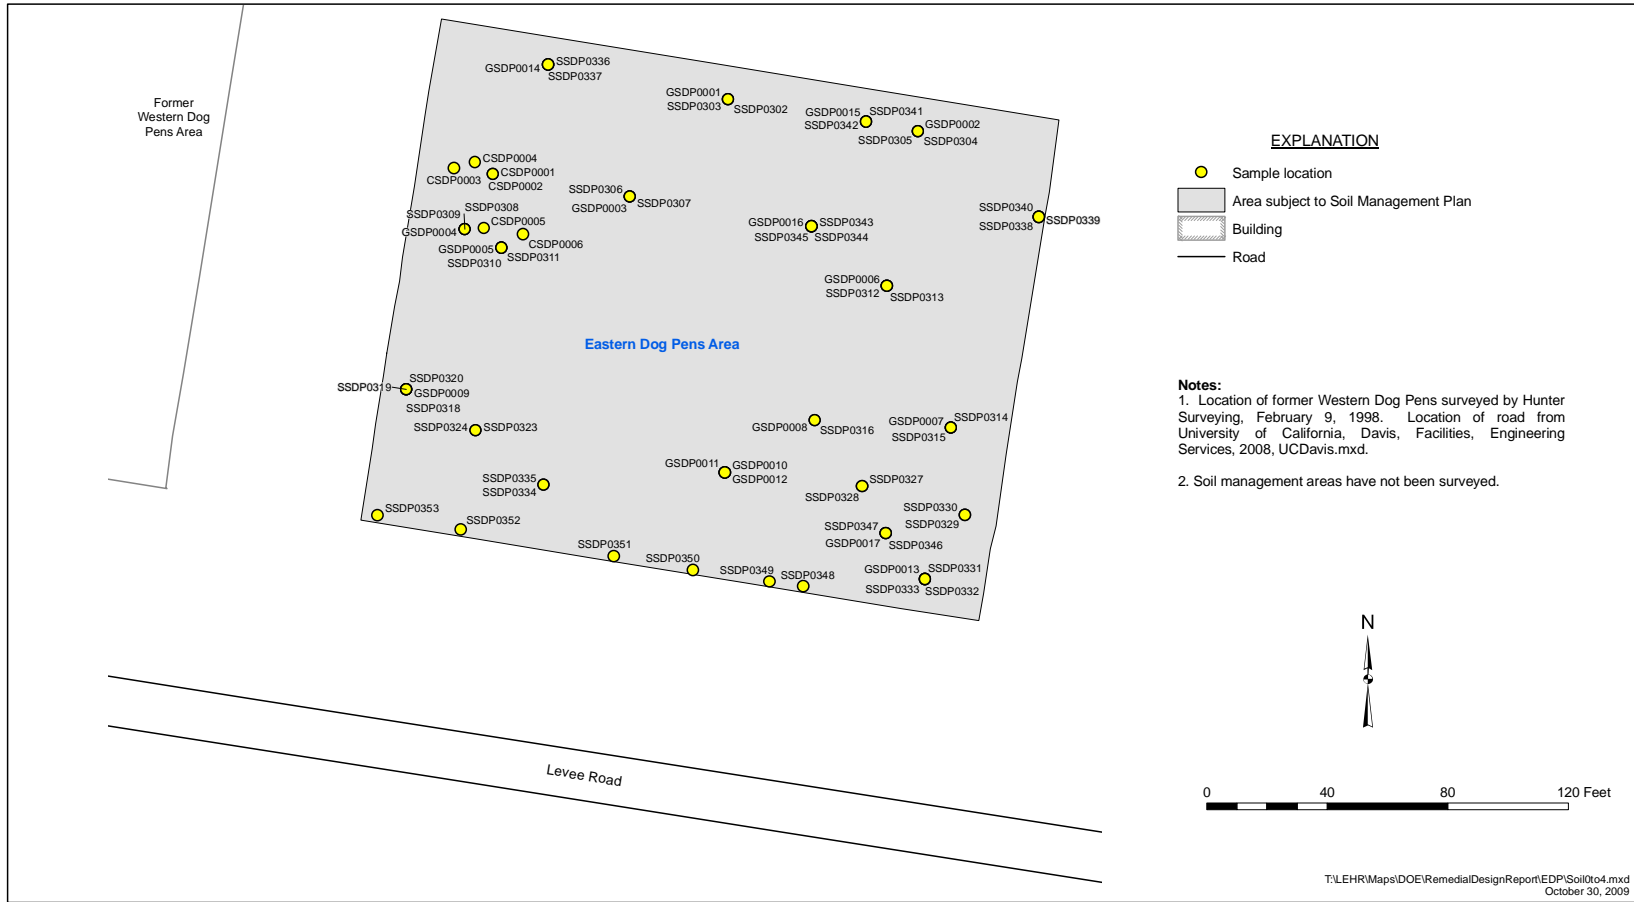 Former
Western Dog
Pens Area
GSDP0014
SSDP0336
SSDP0337
GSDP0001
SSDP0303
SSDP0302
GSDP0015
SSDP0341
SSDP0342
GSDP0002
SSDP0305
SSDP0304
CSDP0004
CSDP0003
CSDP0001
CSDP0002
SSDP0306
GSDP0003
SSDP0307
SSDP0308
SSDP0309
GSDP0004
CSDP0005
CSDP0006
GSDP0005
SSDP0310
SSDP0311
GSDP0016
SSDP0343
SSDP0345
SSDP0344
SSDP0340
SSDP0338
SSDP0339
GSDP0006
SSDP0312
SSDP0313
Eastern Dog Pens Area
SSDP0319
SSDP0320
GSDP0009
SSDP0318
SSDP0324
SSDP0323
GSDP0008
SSDP0316
GSDP0007
SSDP0314
SSDP0315
GSDP0011
GSDP0010
GSDP0012
SSDP0335
SSDP0334
SSDP0327
SSDP0328
SSDP0330
SSDP0329
SSDP0347
GSDP0017
SSDP0346
SSDP0353
SSDP0352
SSDP0351
SSDP0350
SSDP0349
SSDP0348
GSDP0013
SSDP0331
SSDP0333
SSDP0332
Levee Road
EXPLANATION
Sample location
Area subject to Soil Management Plan
Building
Road
Notes:
1. Location of former Western Dog Pens surveyed by Hunter
Surveying, February 9, 1998. Location of road from
University of California, Davis, Facilities, Engineering
Services, 2008, UCDavis.mxd.
2. Soil management areas have not been surveyed.
N
0 40 80 120 Feet
T:\LEHR\Maps\DOE\RemedialDesignReport\EDP\Soil0to4.mxd
October 30, 2009